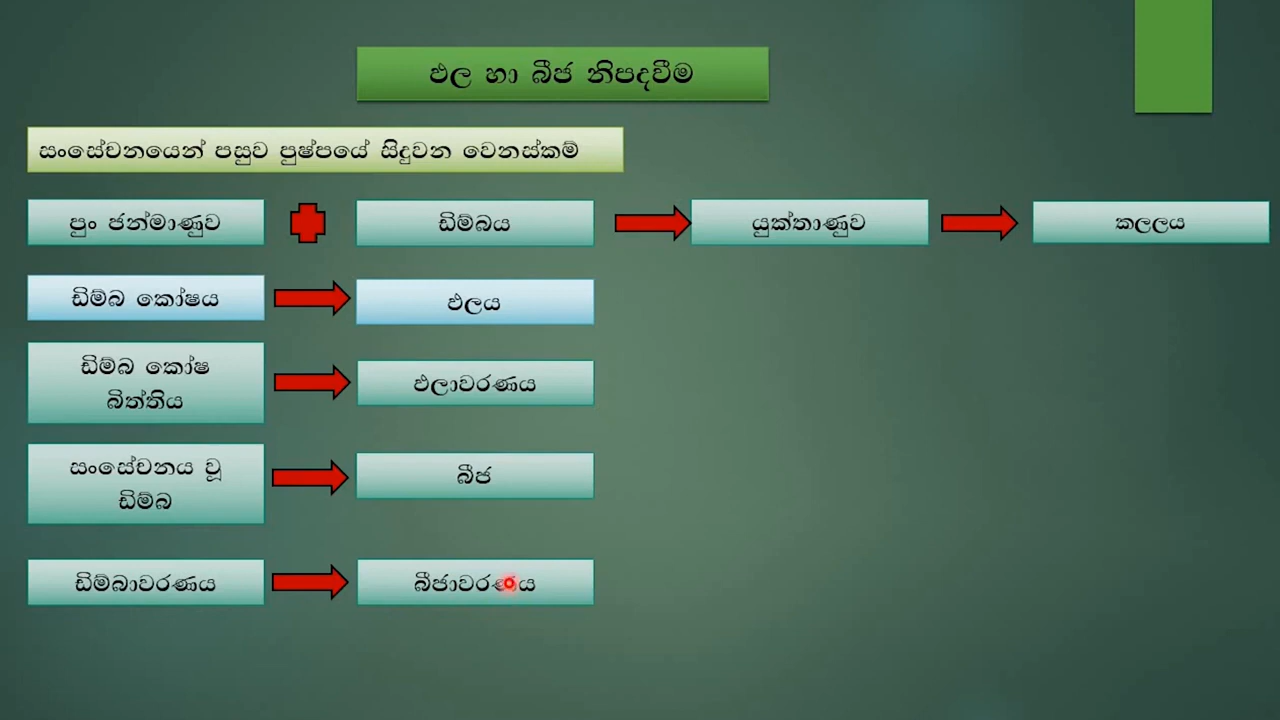 ඵල හා බීජ නිපදවීම
සංසේචනයෙන් පසුව පුෂ්පයේ සිදුවන වෙනස්කම්
පුං ජන්මාණුව
ඩිම්බය
යුක්තාණුව
කලලය
ඩිම්බ කෝෂය
ඵලය
ඩිම්බ කෝෂ
බිත්තිය
ඵලාවරණය
සංසේචනය වූ
ඩිම්බ
බීජ
ඩිම්බාවරණය
බීජාවරණය